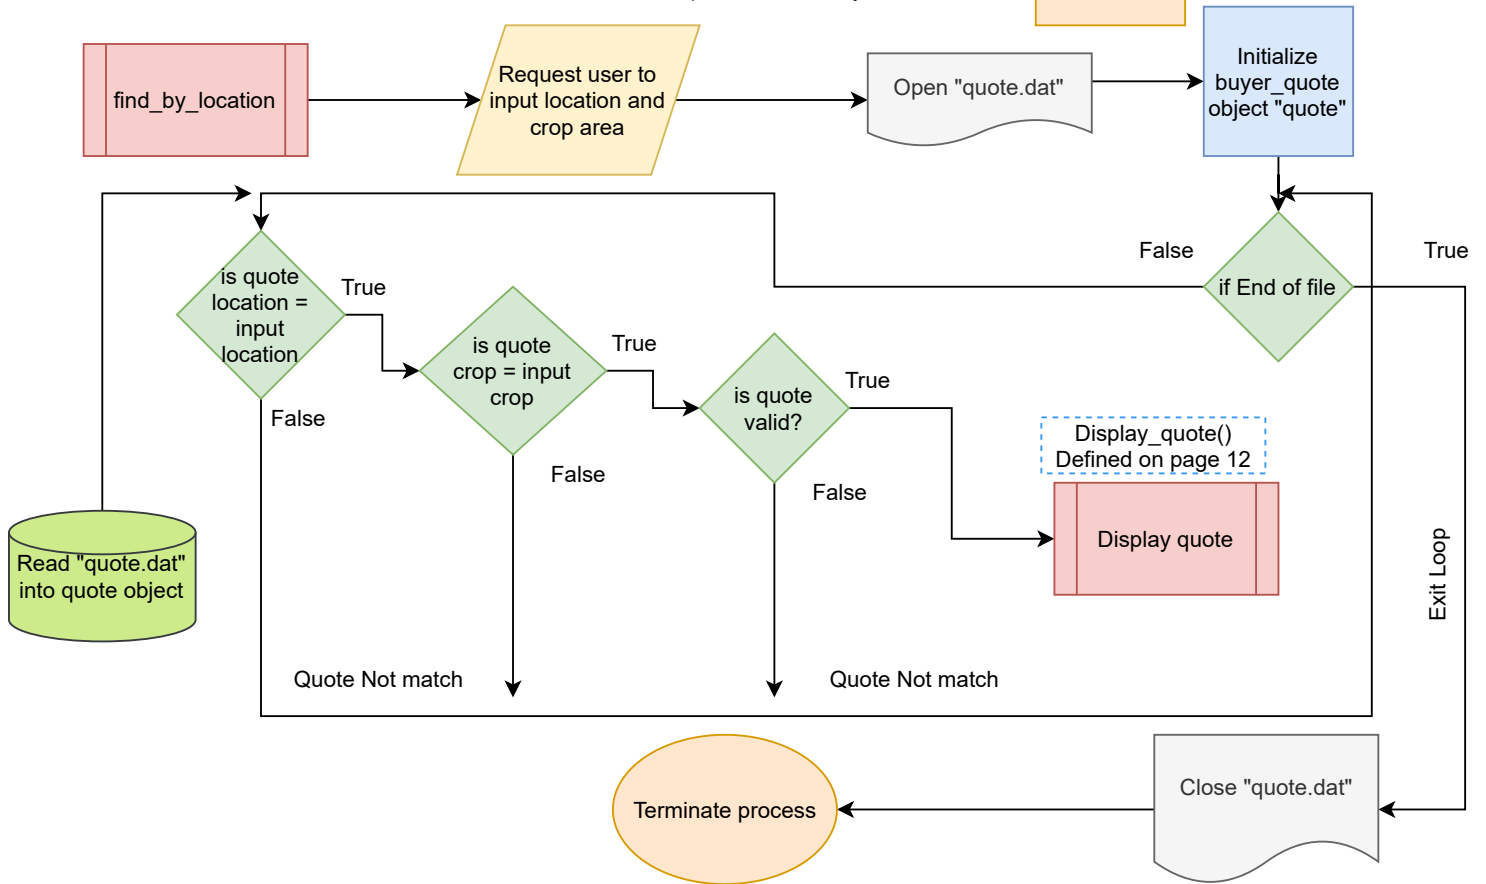 find_by_location
Request user to
input location and
crop area
Open "quote.dat"
Initialize
buyer_quote
object "quote"
False
True
if End of file
is quote
location =
input
location
True
False
is quote
crop = input
crop
True
False
is quote
valid?
True
False
Display_quote()
Defined on page 12
Display quote
Read "quote.dat"
into quote object
Exit Loop
Quote Not match
Quote Not match
Terminate process
Close "quote.dat"